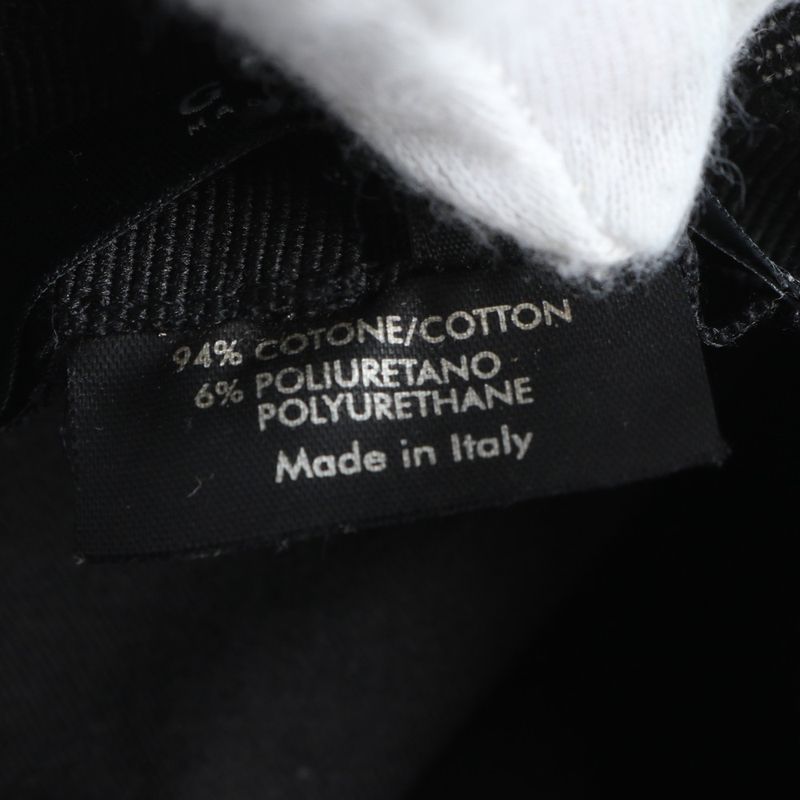 94% COTONE/COTTON
6% POLIURETANO
POLYURETHANE
Made in Italy